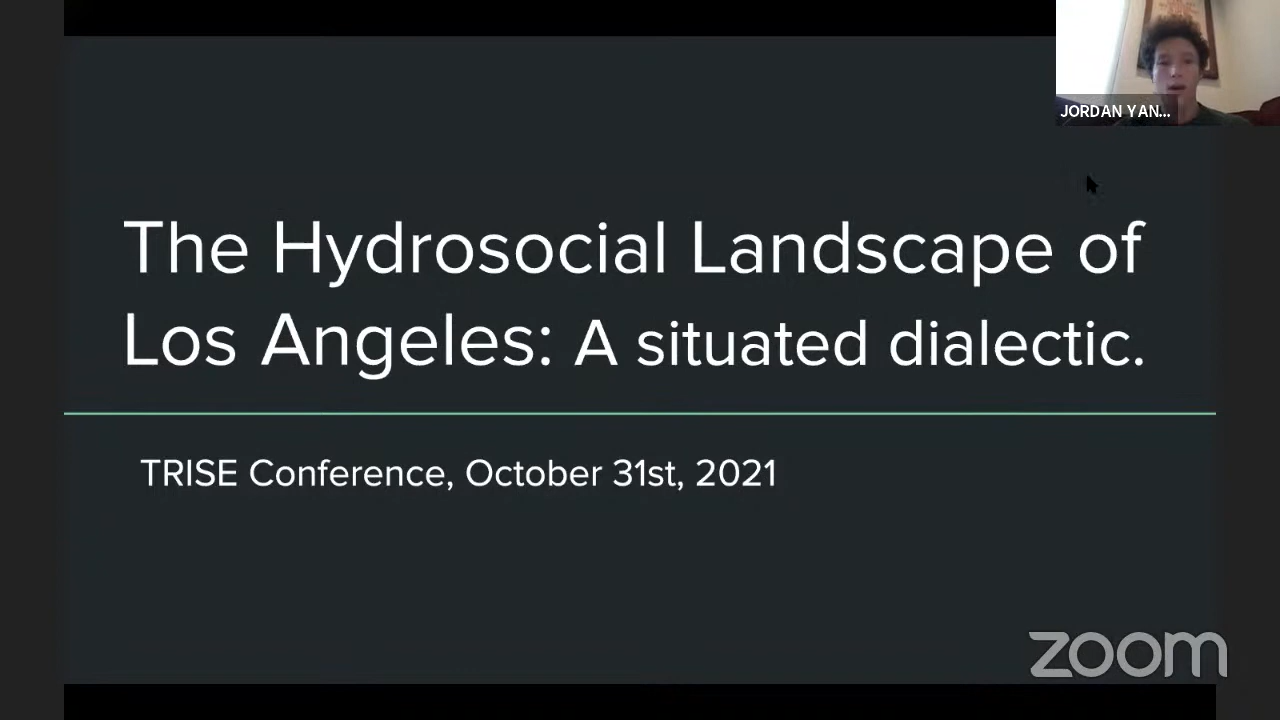 JORDAN YAN...
The Hydrosocial Landscape of
Los Angeles: A situated dialectic.
TRISE Conference, October 31st, 2021
zoom